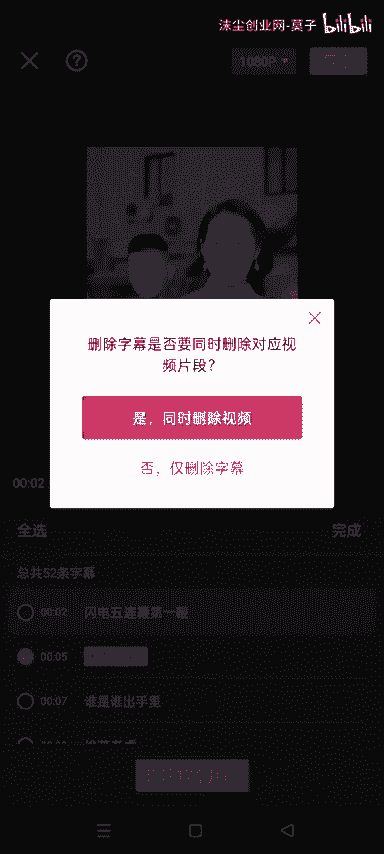 沫尘创业网-莫子 bilibili
1080P
删除字幕是否要同时删除对应视
频片段？
是，同时删除视频
否，仅删除字幕
00:02
全选 完成
总共52条字幕
00:02 闪电五连鞭第一鞭
00:05
00:07 谁是谁出手重